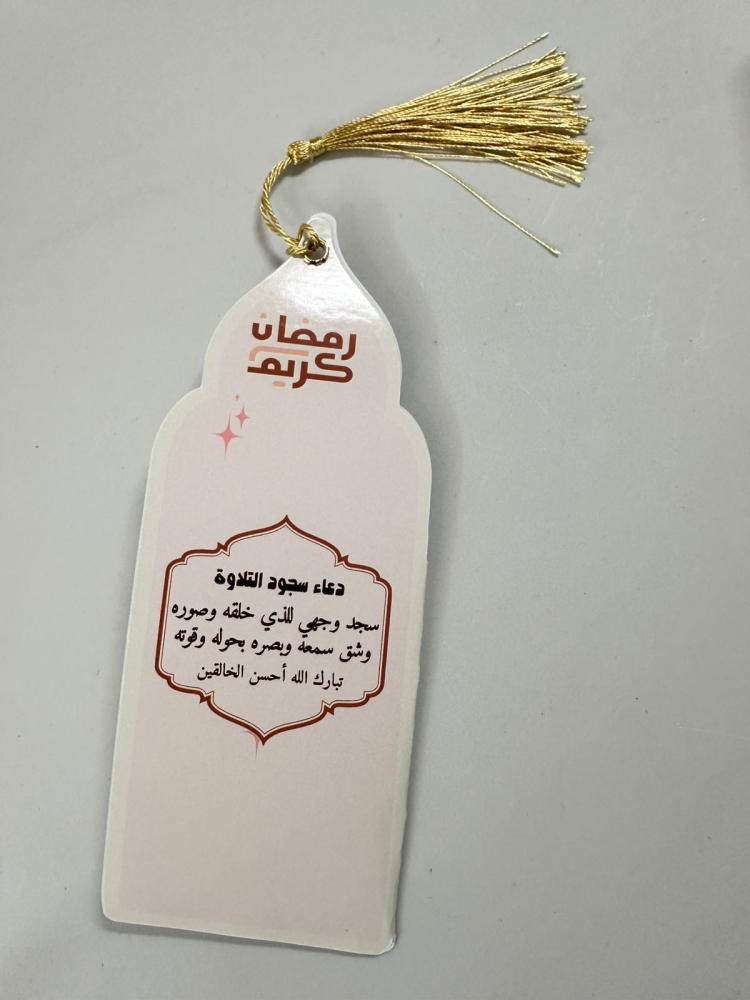 رمضان
كريم
دعاء سجود التلاوة
سجد وجهي للذي خلقه وصوره
وشق سمعه وبصره بحوله وقوته
تبارك الله أحسن الخالقين